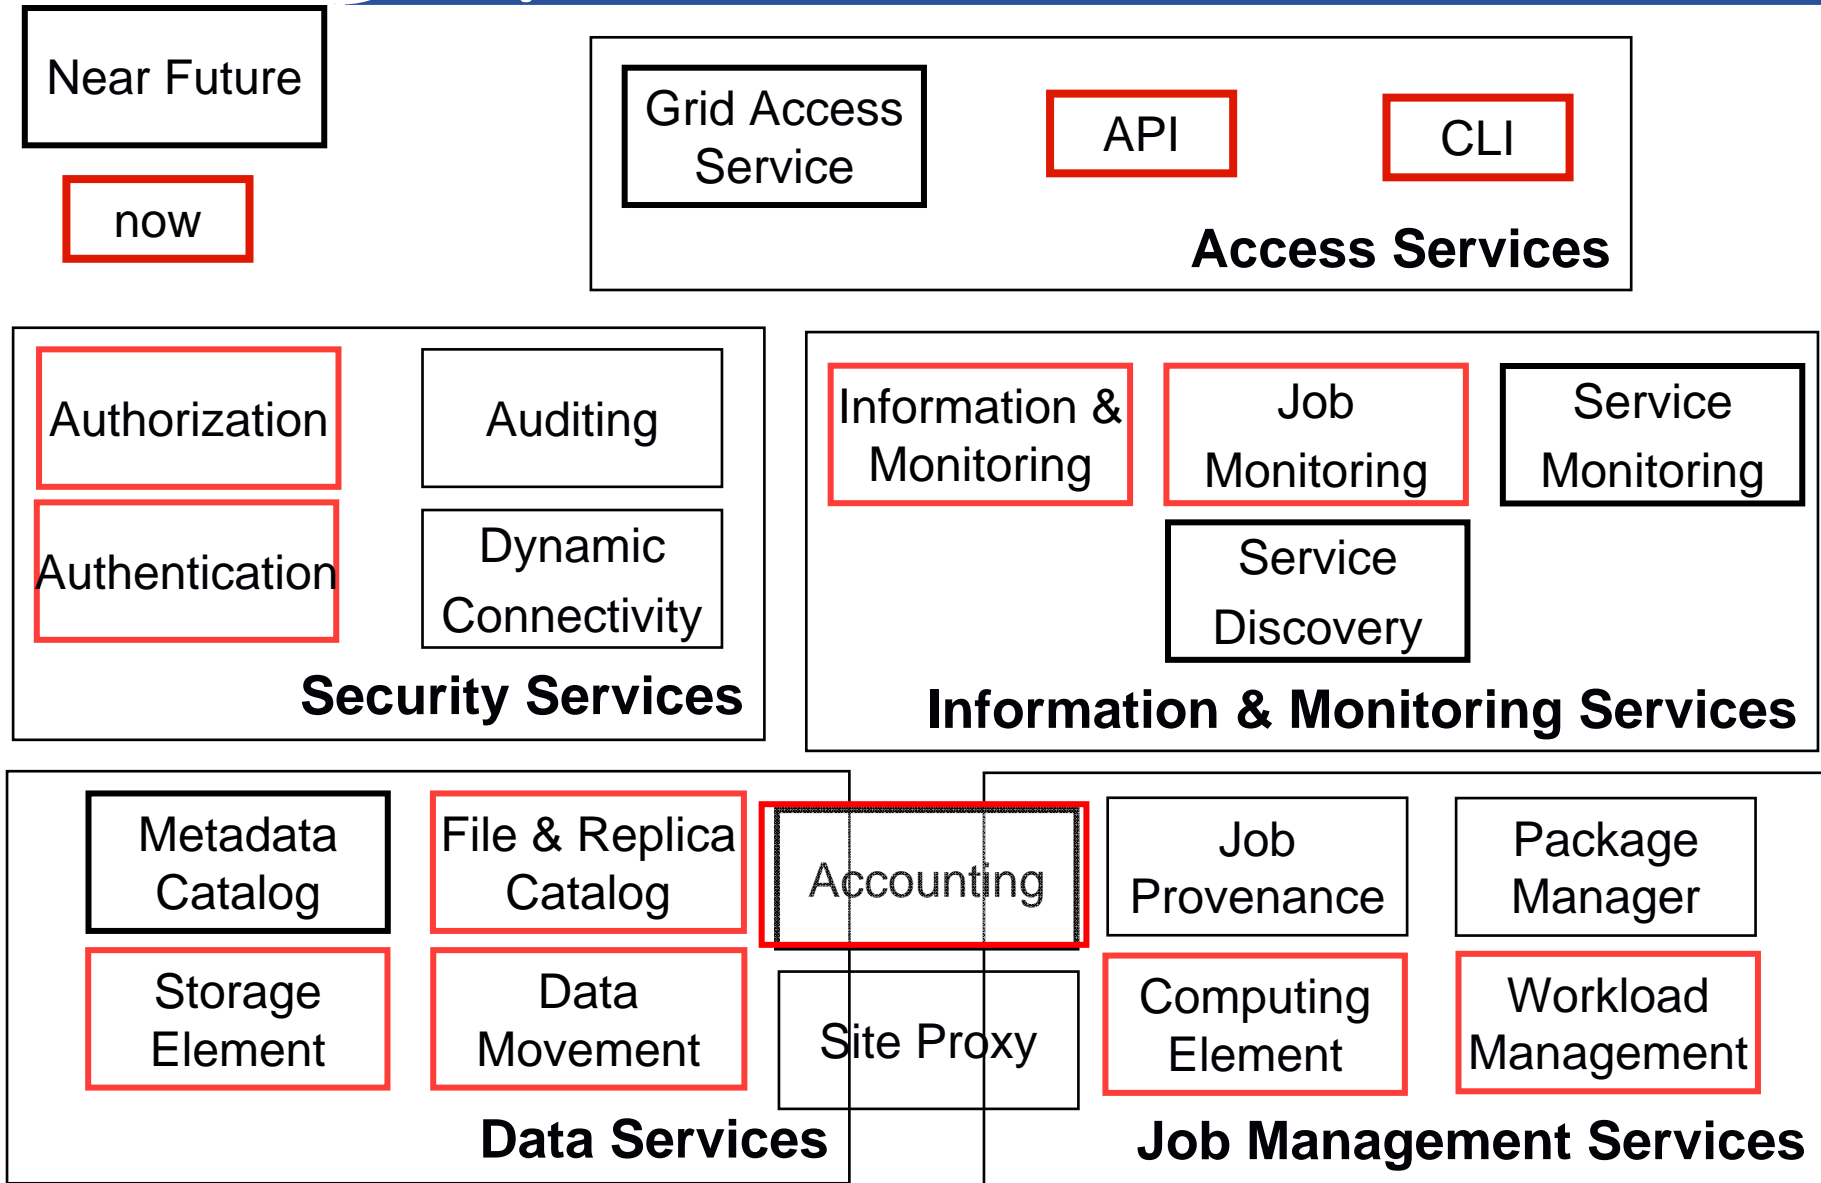 Near Future
now
Grid Access
Service
API
CLI
Access Services
Authorization
Auditing
Authentication
Dynamic
Connectivity
Security Services
Information &
Monitoring
Job
Monitoring
Service
Monitoring
Service
Discovery
Information & Monitoring Services
Metadata
Catalog
File & Replica
Catalog
Storage
Element
Data
Movement
Data Services
Accounting
Site Proxy
Job
Provenance
Package
Manager
Computing
Element
Workload
Management
Job Management Services